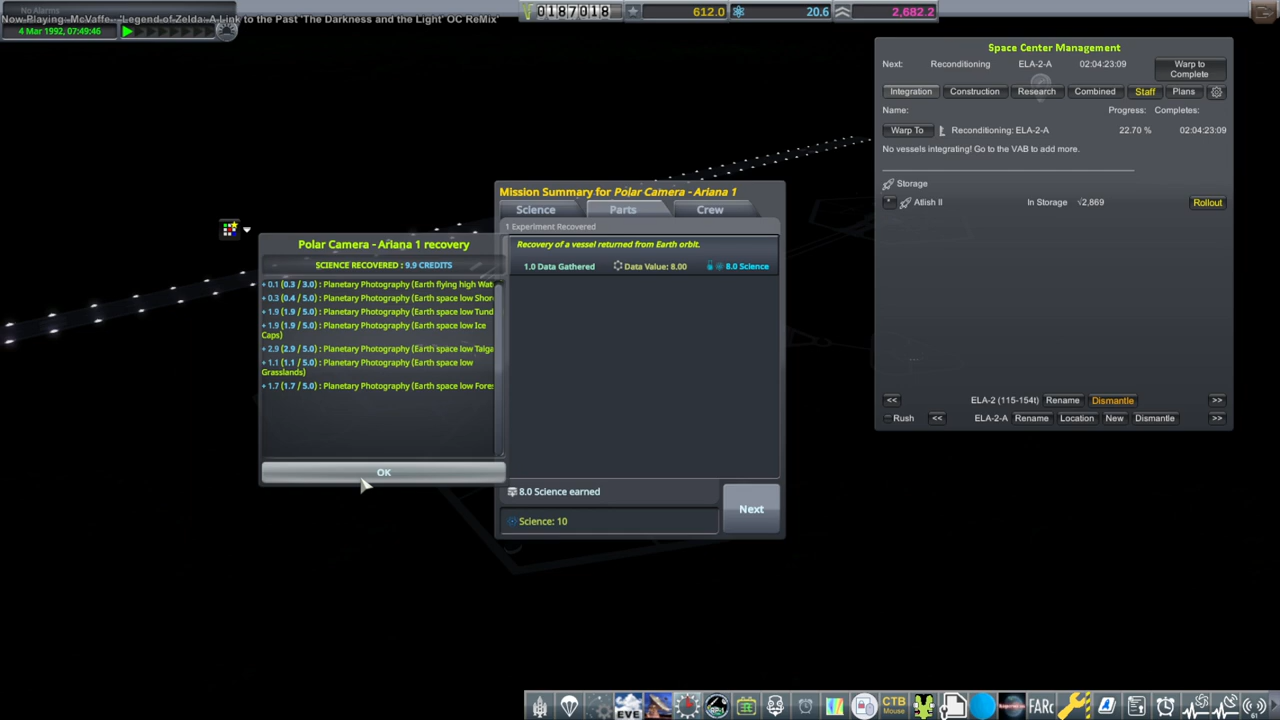 No Alarms
Now Playing: McVaffe - 'Legend of Zelda: A Link to the Past 'The Darkness and the Light' OC ReMix'
4 Mar 1992, 07:49:46
0187018
612.0
20.6
2,682.2
Space Center Management
Next: Reconditioning ELA-2-A 02:04:23:09 Warp to Complete
Integration Construction Research Combined Staff Plans
Name: Progress: Completes:
Warp To Reconditioning: ELA-2-A 22.70 % 02:04:23:09
No vessels integrating! Go to the VAB to add more.
Storage
* Atlish II In Storage √2,869 Rollout
<< ELA-2 (115-154t) Rename Dismantle >>
Rush << ELA-2-A Rename Location New Dismantle >>
Mission Summary for Polar Camera - Ariana 1
Science Parts Crew
1 Experiment Recovered
Recovery of a vessel returned from Earth orbit.
1.0 Data Gathered Data Value: 8.00 8.0 Science
8.0 Science earned
Science: 10
Next
Polar Camera - Ariana 1 recovery
SCIENCE RECOVERED : 9.9 CREDITS
+ 0.1 (0.3 / 3.0) : Planetary Photography (Earth flying high Wat
+ 0.3 (0.4 / 5.0) : Planetary Photography (Earth space low Shor
+ 1.9 (1.9 / 5.0) : Planetary Photography (Earth space low Tund
+ 1.9 (1.9 / 5.0) : Planetary Photography (Earth space low Ice
Caps)
+ 2.9 (2.9 / 5.0) : Planetary Photography (Earth space low Taiga
+ 1.1 (1.1 / 5.0) : Planetary Photography (Earth space low
Grasslands)
+ 1.7 (1.7 / 5.0) : Planetary Photography (Earth space low Fores
OK
EVE
RP-1
CTB
Mouse
FAR
61